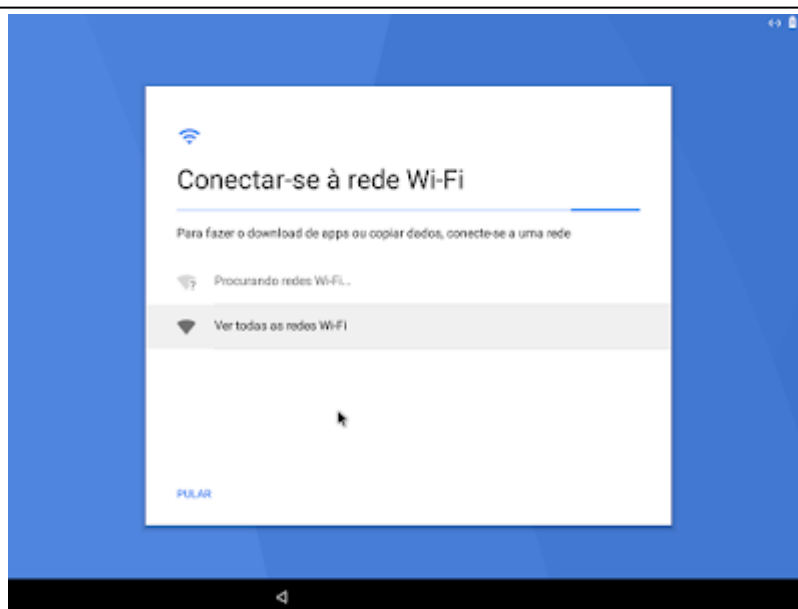 Conectar-se à rede Wi-Fi
Para fazer o download de apps ou copiar dados, conecte-se a uma rede
Procurando redes Wi-Fi...
Ver todas as redes Wi-Fi
PULAR